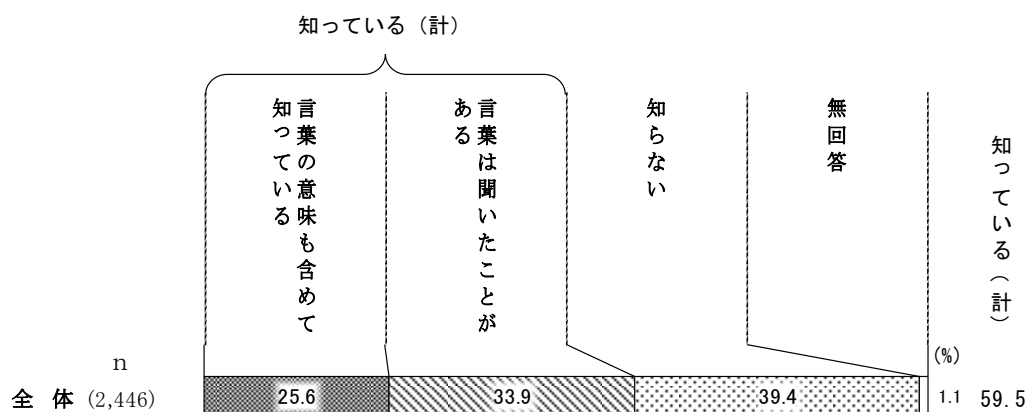 知っている（計）
言葉の意味も含めて
知っている
言葉は聞いたことが
ある
知らない
無回答
知っている（計）
(%)
n
全 体 (2,446) 25.6 33.9 39.4 1.1 59.5